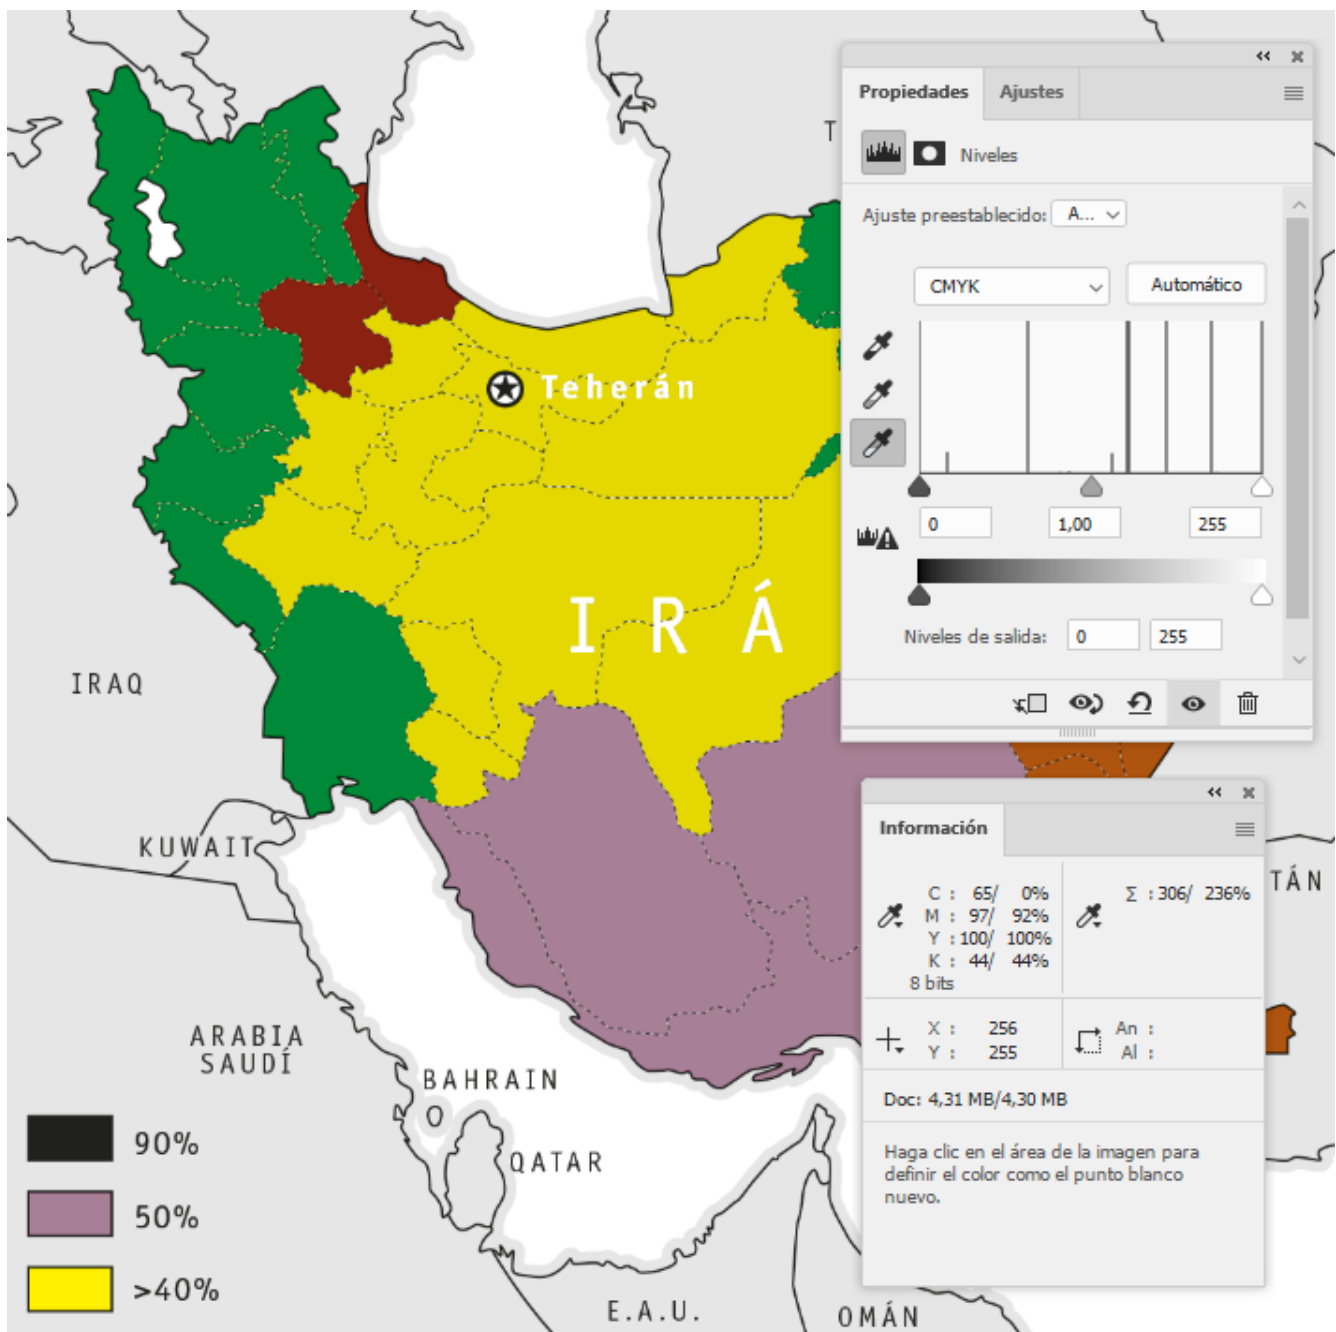 Propiedades
Ajustes
T
Niveles
Ajuste preestablecido: A...
CMYK
Automático
0
1,00
255
Niveles de salida:
0
255
Teherán
I R Á
IRAQ
KUWAIT
ARABIA
SAUDÍ
BAHRAIN
QATAR
E.A.U.
OMÁN
TÁN
90%
50%
>40%
Información
C : 65/ 0%
M : 97/ 92%
Y : 100/ 100%
K : 44/ 44%
8 bits
Σ : 306/ 236%
X : 256
Y : 255
An :
Al :
Doc: 4,31 MB/4,30 MB
Haga clic en el área de la imagen para
definir el color como el punto blanco
nuevo.